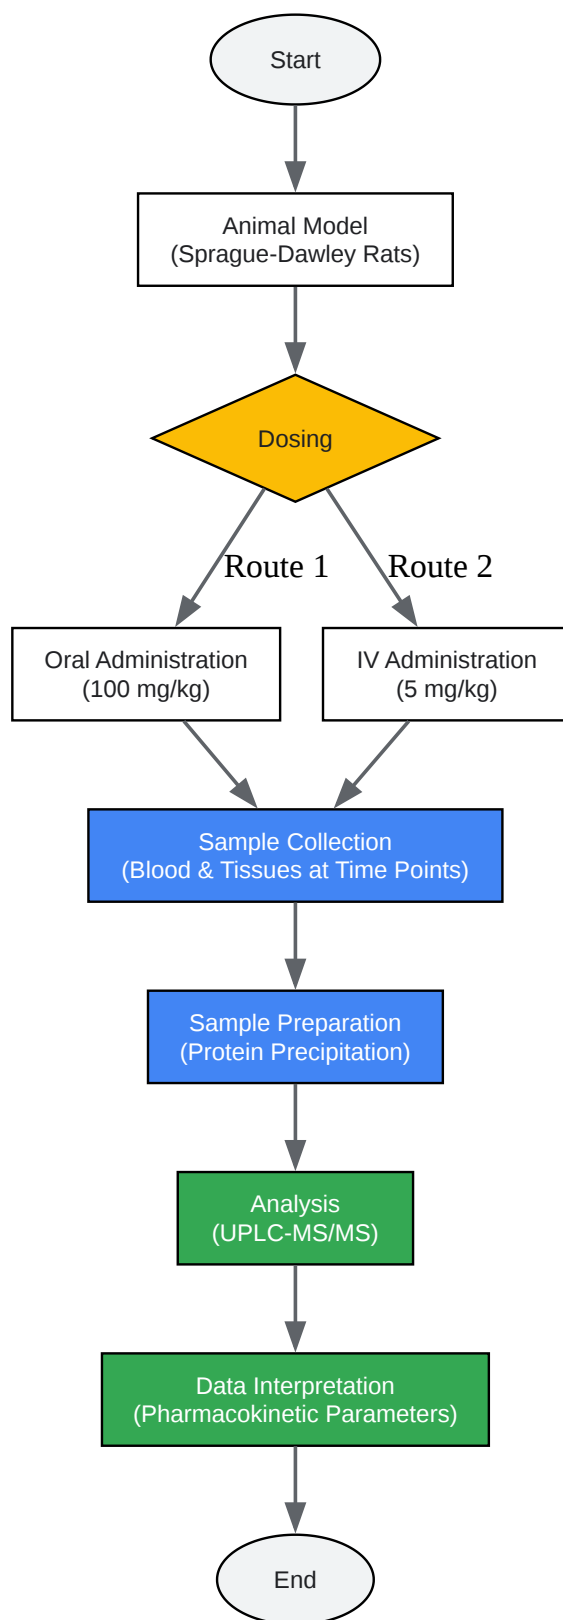 Start
Animal Model
(Sprague-Dawley Rats)
Dosing
Route 1
Route 2
Oral Administration
(100 mg/kg)
IV Administration
(5 mg/kg)
Sample Collection
(Blood & Tissues at Time Points)
Sample Preparation
(Protein Precipitation)
Analysis
(UPLC-MS/MS)
Data Interpretation
(Pharmacokinetic Parameters)
End